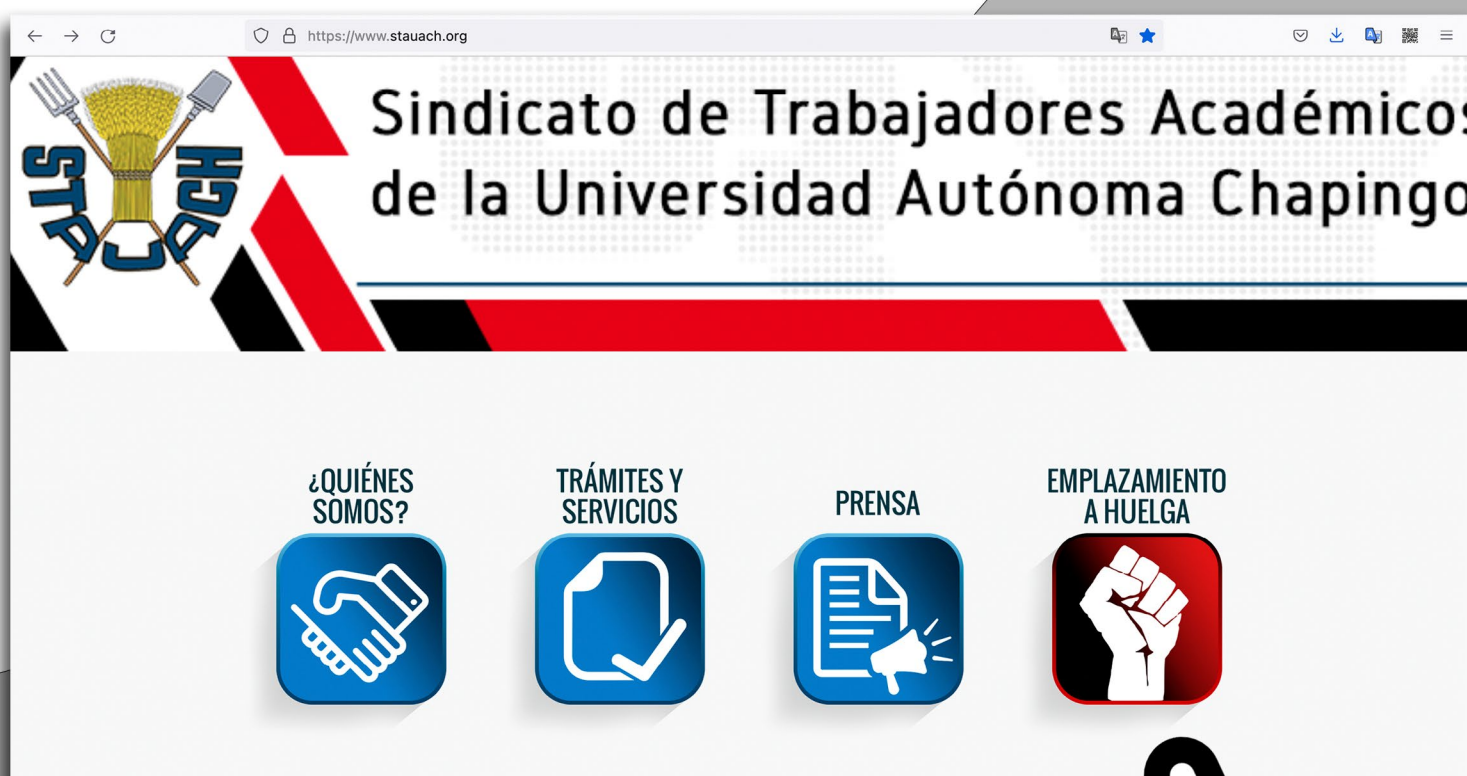 https://www.stauach.org
STAUACH
Sindicato de Trabajadores Académicos
de la Universidad Autónoma Chapingo
¿QUIÉNES
SOMOS?
TRÁMITES Y
SERVICIOS
PRENSA
EMPLAZAMIENTO
A HUELGA